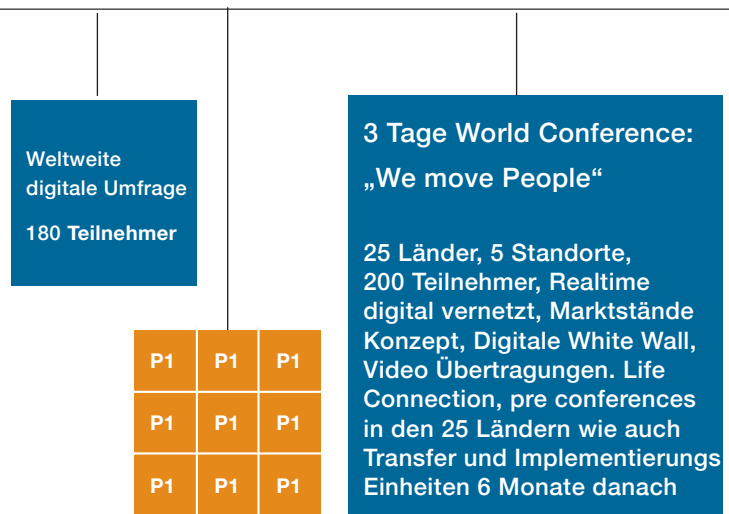 Weltweite
digitale Umfrage
180 Teilnehmer
P1 P1 P1
P1 P1 P1
P1 P1 P1
3 Tage World Conference:
„We move People“
25 Länder, 5 Standorte,
200 Teilnehmer, Realtime
digital vernetzt, Marktstände
Konzept, Digitale White Wall,
Video Übertragungen. Life
Connection, pre conferences
in den 25 Ländern wie auch
Transfer und Implementierungs
Einheiten 6 Monate danach